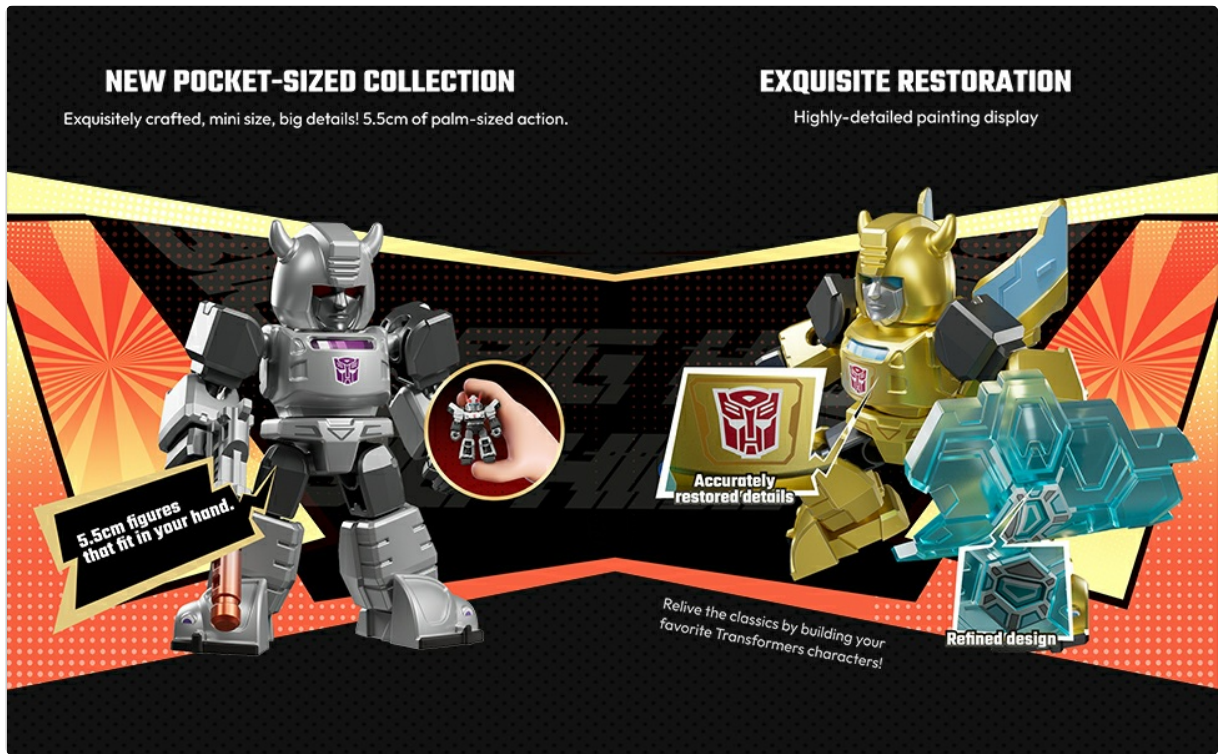 NEW POCKET-SIZED COLLECTION
Exquisitely crafted, mini size, big details! 5.5cm of palm-sized action.
EXQUISITE RESTORATION
Highly-detailed painting display
5.5cm figures
that fit in your hand.
Accurately
restored details
Refined design
Relive the classics by building your
favorite Transformers characters!